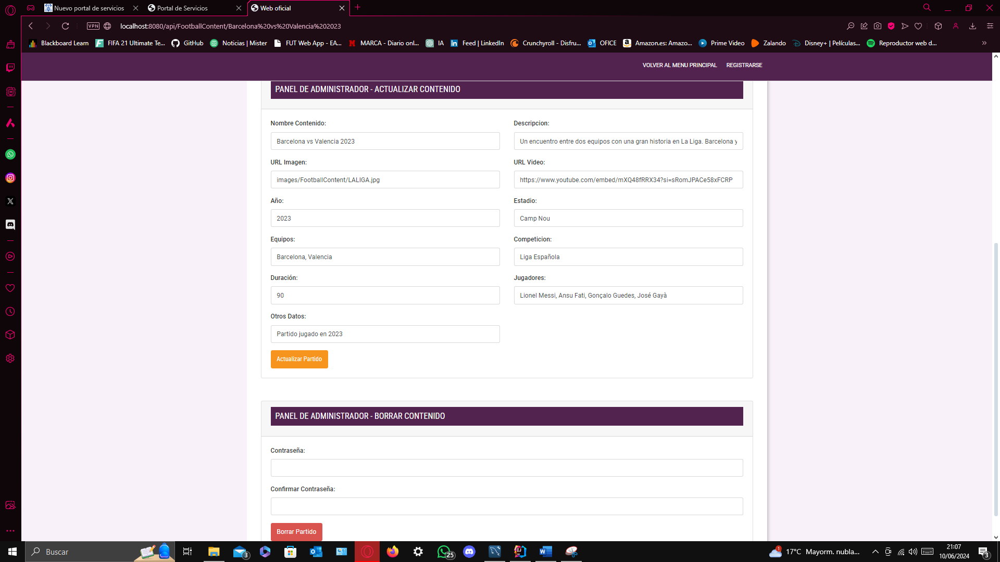 Nuevo portal de servicios
Portal de Servicios
Web oficial
VPN
localhost:8080/api/FootballContent/Barcelona%20vs%20Valencia%202023
Blackboard Learn
FIFA 21 Ultimate Te...
GitHub
Noticias | Mister
FUT Web App - EA...
MARCA - Diario onl...
IA
Feed | LinkedIn
Crunchyroll - Disfru...
OFICE
Amazon.es: Amazo...
Prime Video
Zalando
Disney+ | Películas...
Reproductor web d...
VOLVER AL MENU PRINCIPAL
REGISTRARSE
PANEL DE ADMINISTRADOR - ACTUALIZAR CONTENIDO
Nombre Contenido:
Descripcion:
Barcelona vs Valencia 2023
Un encuentro entre dos equipos con una gran historia en La Liga. Barcelona y
URL Imagen:
URL Video:
images/FootballContent/LALIGA.jpg
https://www.youtube.com/embed/mXQ48fRRX34?si=sRomJPACe58xFCRP
Año:
Estadio:
2023
Camp Nou
Equipos:
Competicion:
Barcelona, Valencia
Liga Española
Duración:
Jugadores:
90
Lionel Messi, Ansu Fati, Gonçalo Guedes, José Gayà
Otros Datos:
Partido jugado en 2023
Actualizar Partido
PANEL DE ADMINISTRADOR - BORRAR CONTENIDO
Contraseña:
Confirmar Contraseña:
Borrar Partido
Buscar
3
25
1
17°C Mayorm. nubla...
21:07
10/06/2024
3